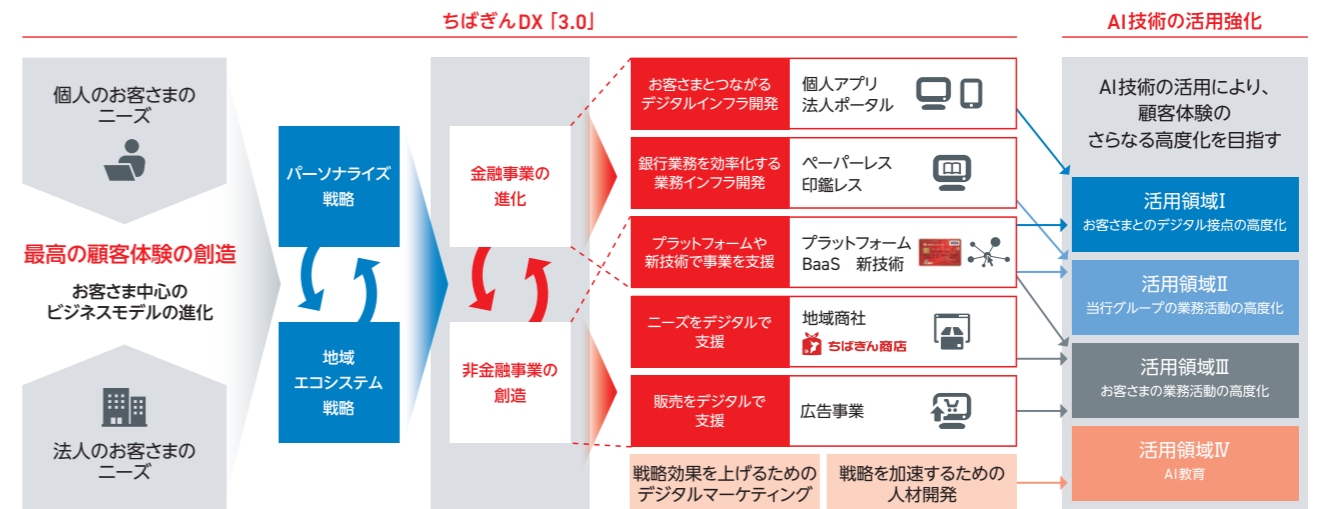 ちばぎんDX「3.0」
AI技術の活用強化
個人のお客さまの
ニーズ
最高の顧客体験の創造
お客さま中心の
ビジネスモデルの進化
法人のお客さまの
ニーズ
パーソナライズ
戦略
地域
エコシステム
戦略
金融事業の
進化
非金融事業の
創造
お客さまとつながる
デジタルインフラ開発
個人アプリ
法人ポータル
銀行業務を効率化する
業務インフラ開発
ペーパーレス
印鑑レス
プラットフォームや
新技術で事業を支援
プラットフォーム
BaaS 新技術
ニーズをデジタルで
支援
地域商社
ちばぎん商店
販売をデジタルで
支援
広告事業
戦略効果を上げるための
デジタルマーケティング
戦略を加速するための
人材開発
AI技術の活用により、
顧客体験の
さらなる高度化を目指す
活用領域Ⅰ
お客さまとのデジタル接点の高度化
活用領域Ⅱ
当行グループの業務活動の高度化
活用領域Ⅲ
お客さまの業務活動の高度化
活用領域Ⅳ
AI教育